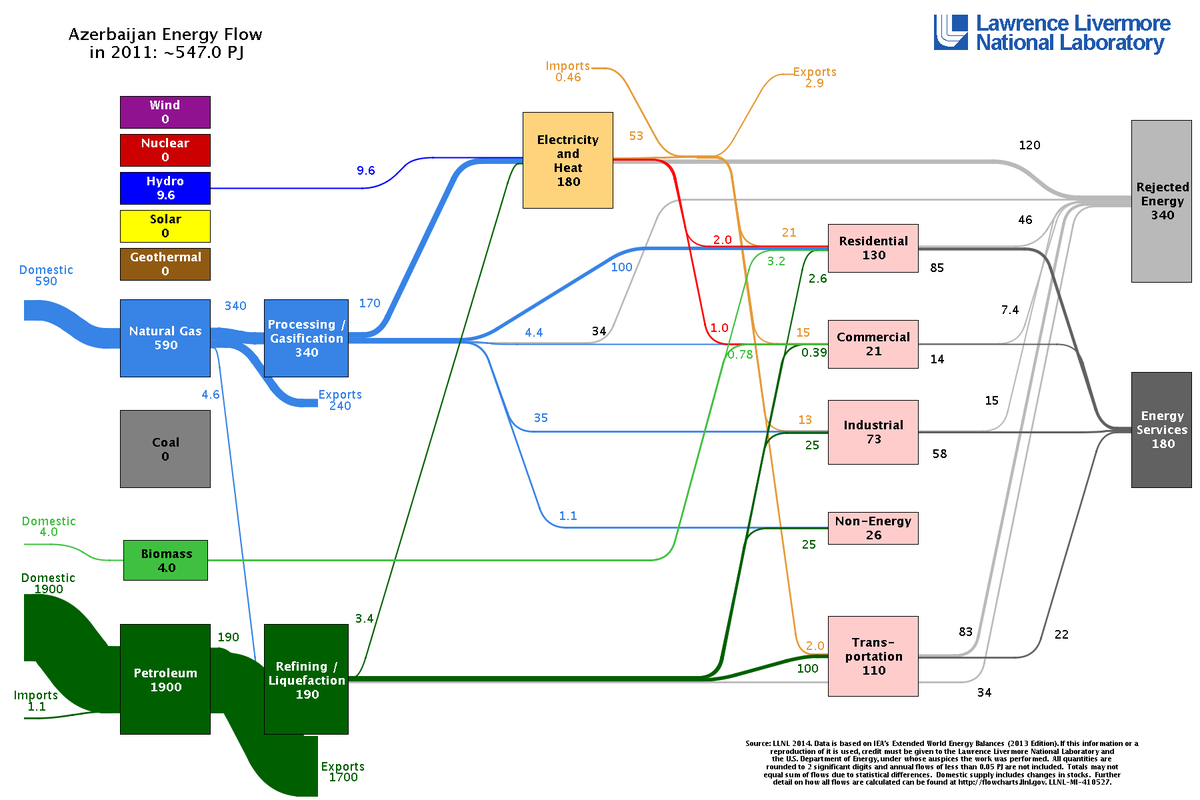 Azerbaijan Energy Flow
in 2011: ~547.0 PJ
Lawrence Livermore
National Laboratory
Imports
0.46
Exports
2.9
Wind
0
Nuclear
0
Hydro
9.6
Solar
0
Geothermal
0
9.6
Electricity
and
Heat
180
53
120
Rejected
Energy
340
Domestic
590
Natural Gas
590
340
Processing /
Gasification
340
170
Exports
240
4.6
100
4.4
34
35
1.1
2.0
21
3.2
2.6
Residential
130
46
85
1.0
15
0.78
0.39
Commercial
21
7.4
14
13
25
Industrial
73
15
58
Energy
Services
180
Coal
0
Non-Energy
26
25
Domestic
4.0
Biomass
4.0
Domestic
1900
Imports
1.1
Petroleum
1900
190
Refining /
Liquefaction
190
3.4
Exports
1700
2.0
100
Trans-
portation
110
83
22
34
Source: LLNL 2014. Data is based on IEA's Extended World Energy Balances (2013 Edition). If this information or a
reproduction of it is used, credit must be given to the Lawrence Livermore National Laboratory and
the U.S. Department of Energy, under whose auspices the work was performed. All quantities are
rounded to 2 significant digits and annual flows of less than 0.05 PJ are not included. Totals may not
equal sum of flows due to statistical differences. Domestic supply includes changes in stocks. Further
detail on how all flows are calculated can be found at http://flowcharts.llnl.gov. LLNL-MI-410527.